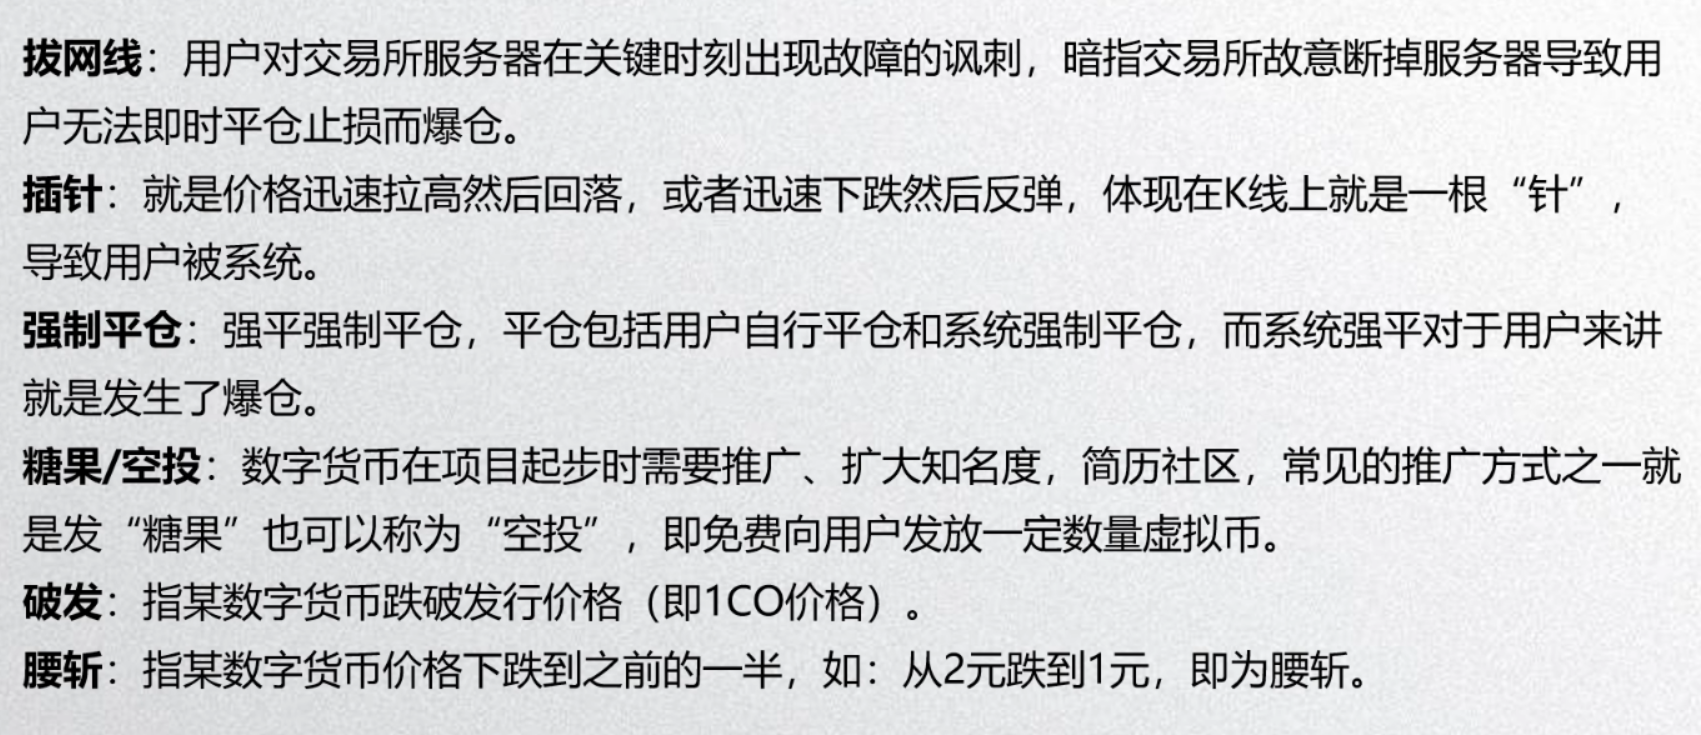 拔网线：用户对交易所服务器在关键时刻出现故障的讽刺，暗指交易所故意断掉服务器导致用
户无法即时平仓止损而爆仓。
插针：就是价格迅速拉高然后回落，或者迅速下跌然后反弹，体现在K线上就是一根“针”，
导致用户被系统。
强制平仓：强平强制平仓，平仓包括用户自行平仓和系统强制平仓，而系统强平对于用户来讲
就是发生了爆仓。
糖果/空投：数字货币在项目起步时需要推广、扩大知名度，简历社区，常见的推广方式之一就
是发“糖果”也可以称为“空投”，即免费向用户发放一定数量虚拟币。
破发：指某数字货币跌破发行价格（即1CO价格）。
腰斩：指某数字货币价格下跌到之前的一半，如：从2元跌到1元，即为腰斩。